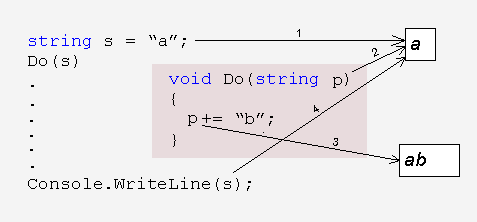 string s = “a”;
1
a
Do(s)
2
.
void Do(string p)
.
{
4
.
p += “b”;
.
3
}
ab
.
Console.WriteLine(s);